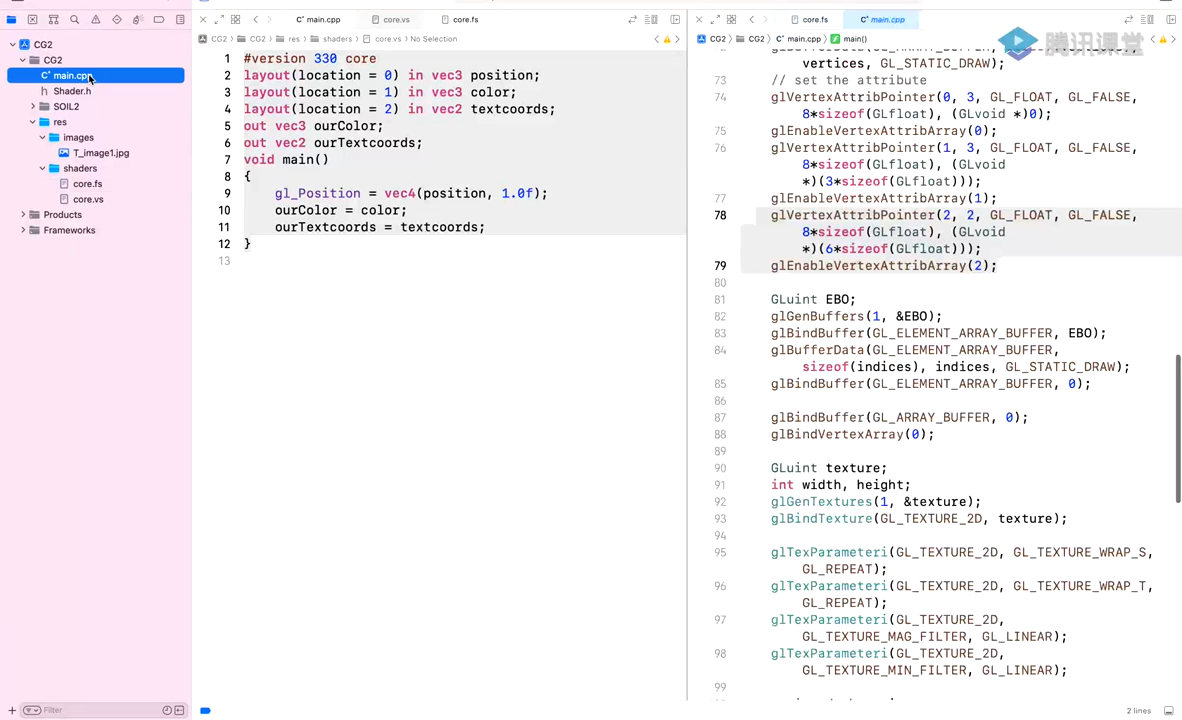 main.cpp
core.vs
core.fs
core.fs
main.cpp
CG2
CG2
main.cpp
Shader.h
SOIL2
res
images
T_image1.jpg
shaders
core.fs
core.vs
Products
Frameworks
Filter
CG2 > CG2 > res > shaders > core.vs > No Selection
1 #version 330 core
2 layout(location = 0) in vec3 position;
3 layout(location = 1) in vec3 color;
4 layout(location = 2) in vec2 textcoords;
5 out vec3 ourColor;
6 out vec2 ourTextcoords;
7 void main()
8 {
9 gl_Position = vec4(position, 1.0f);
10 ourColor = color;
11 ourTextcoords = textcoords;
12 }
13
CG2 > CG2 > main.cpp > main()
腾讯课堂
vertices, GL_STATIC_DRAW);
73 // set the attribute
74 glVertexAttribPointer(0, 3, GL_FLOAT, GL_FALSE,
8*sizeof(GLfloat), (GLvoid *)0);
75 glEnableVertexAttribArray(0);
76 glVertexAttribPointer(1, 3, GL_FLOAT, GL_FALSE,
8*sizeof(GLfloat), (GLvoid
*)(3*sizeof(GLfloat)));
77 glEnableVertexAttribArray(1);
78 glVertexAttribPointer(2, 2, GL_FLOAT, GL_FALSE,
8*sizeof(GLfloat), (GLvoid
*)(6*sizeof(GLfloat)));
79 glEnableVertexAttribArray(2);
80
81 GLuint EBO;
82 glGenBuffers(1, &EBO);
83 glBindBuffer(GL_ELEMENT_ARRAY_BUFFER, EBO);
84 glBufferData(GL_ELEMENT_ARRAY_BUFFER,
sizeof(indices), indices, GL_STATIC_DRAW);
85 glBindBuffer(GL_ELEMENT_ARRAY_BUFFER, 0);
86
87 glBindBuffer(GL_ARRAY_BUFFER, 0);
88 glBindVertexArray(0);
89
90 GLuint texture;
91 int width, height;
92 glGenTextures(1, &texture);
93 glBindTexture(GL_TEXTURE_2D, texture);
94
95 glTexParameteri(GL_TEXTURE_2D, GL_TEXTURE_WRAP_S,
GL_REPEAT);
96 glTexParameteri(GL_TEXTURE_2D, GL_TEXTURE_WRAP_T,
GL_REPEAT);
97 glTexParameteri(GL_TEXTURE_2D,
GL_TEXTURE_MAG_FILTER, GL_LINEAR);
98 glTexParameteri(GL_TEXTURE_2D,
GL_TEXTURE_MIN_FILTER, GL_LINEAR);
99
2 lines